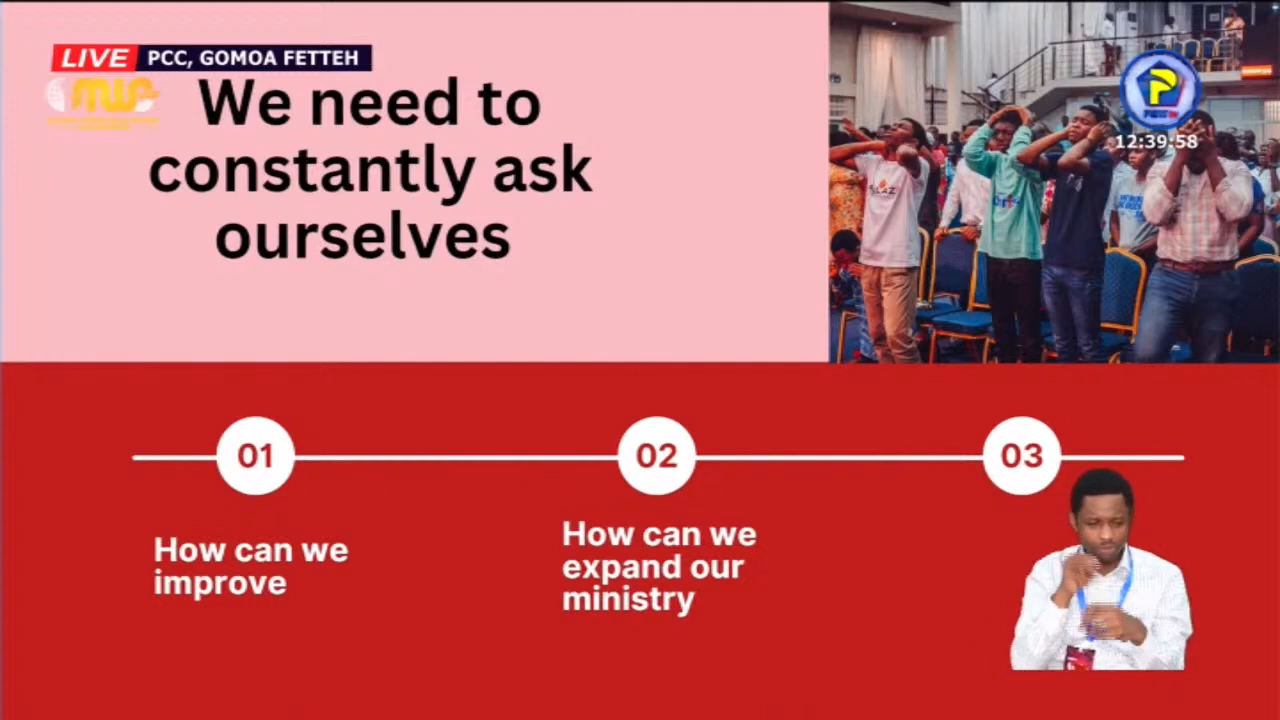 LIVE PCC, GOMOA FETTEH
We need to
constantly ask
ourselves
12:39:58
01
02
03
How can we
improve
How can we
expand our
ministry